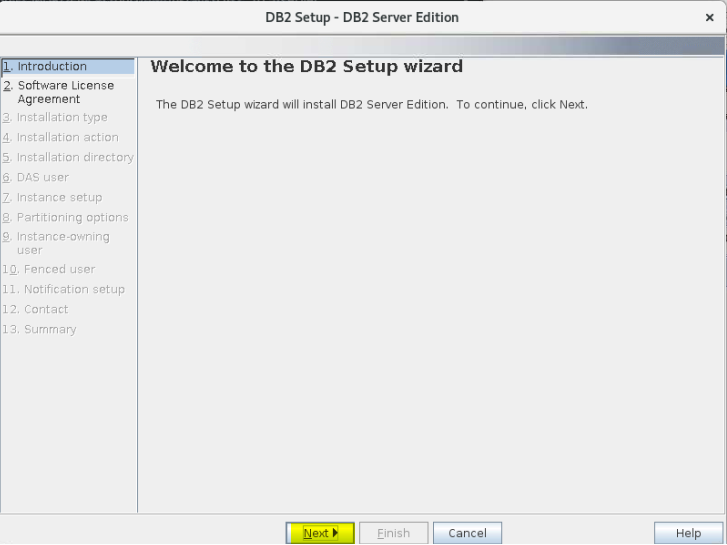 DB2 Setup - DB2 Server Edition
1. Introduction
2. Software License
Agreement
3. Installation type
4. Installation action
5. Installation directory
6. DAS user
7. Instance setup
8. Partitioning options
9. Instance-owning
user
10. Fenced user
11. Notification setup
12. Contact
13. Summary
Welcome to the DB2 Setup wizard
The DB2 Setup wizard will install DB2 Server Edition. To continue, click Next.
Next
Finish
Cancel
Help